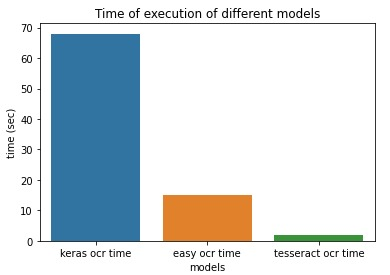 Time of execution of different models
70
60
50
40
30
20
10
0
time (sec)
keras ocr time easy ocr time tesseract ocr time
models